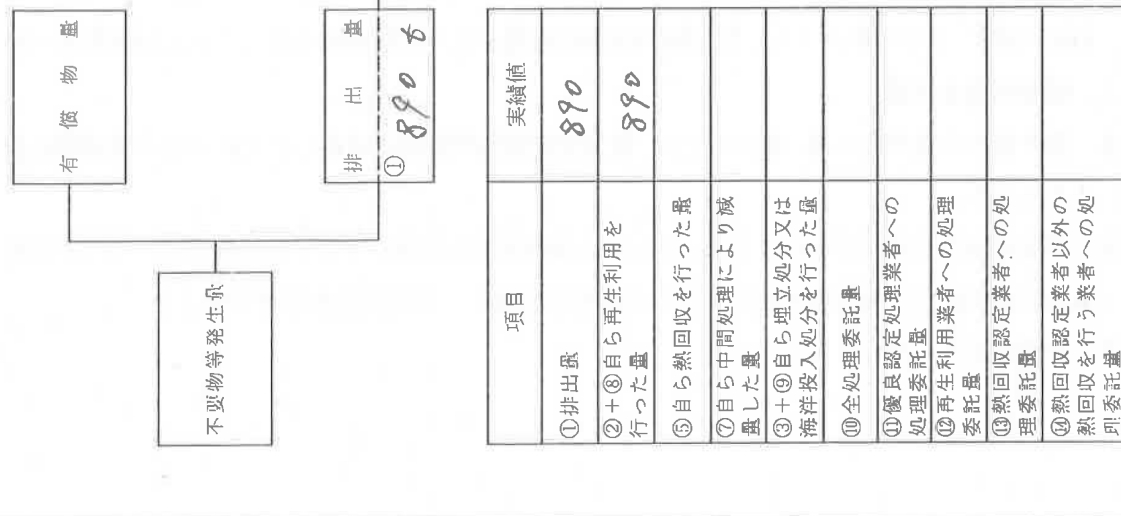 有償物量
不要物等発生量
排出量
① 890 t
項目 実績値
①排出量 890
②+⑧自ら再生利用を
行った量 890
⑤自ら熱回収を行った量
⑦自ら中間処理により減
量した量
③+⑨自ら埋立処分又は
海洋投入処分を行った量
⑩全処理委託量
⑪優良認定処理業者への
処理委託量
⑫再生利用業者への処理
委託量
⑬熱回収認定業者への処
理委託量
⑭熱回収認定業者以外の
熱回収を行う業者への処
理委託量